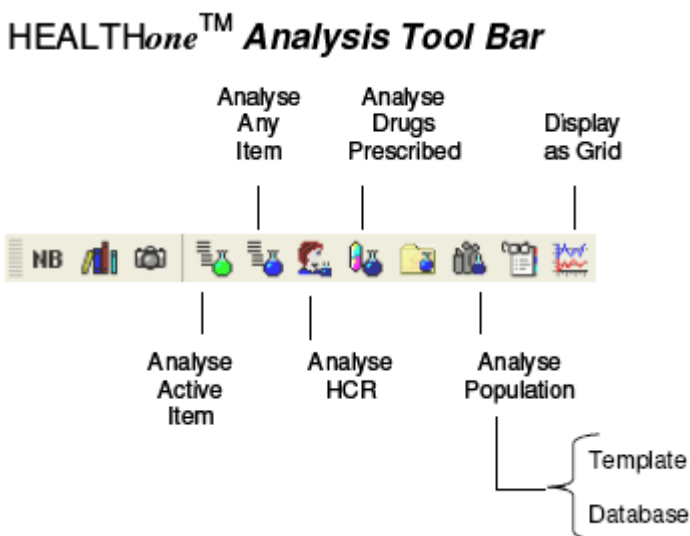 HEALTHone™ Analysis Tool Bar
Analyse
Any
Item
Analyse
Drugs
Prescribed
Display
as Grid
NB
Analyse
Active
Item
Analyse
HCR
Analyse
Population
Template
Database